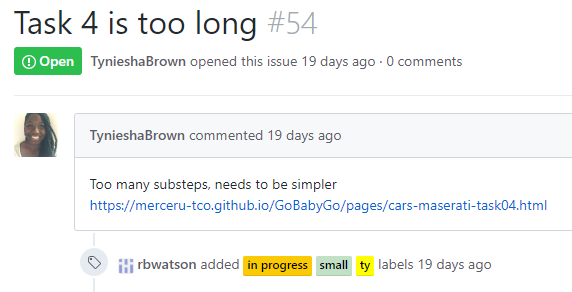 Task 4 is too long #54
Open TynieshaBrown opened this issue 19 days ago · 0 comments
TynieshaBrown commented 19 days ago
Too many substeps, needs to be simpler
https://merceru-tco.github.io/GoBabyGo/pages/cars-maserati-task04.html
rbwatson added in progress small ty labels 19 days ago